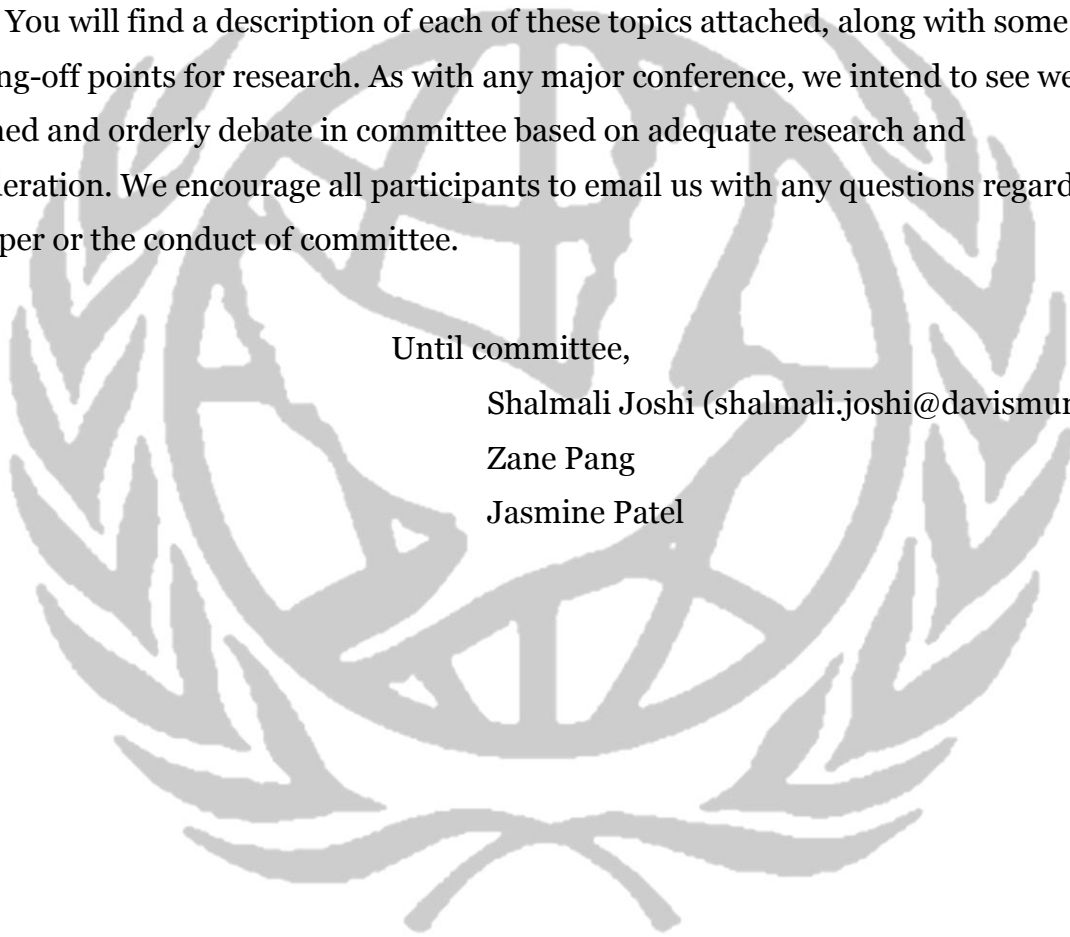 You will find a description of each of these topics attached, along with some
ng-off points for research. As with any major conference, we intend to see we
ned and orderly debate in committee based on adequate research and
eration. We encourage all participants to email us with any questions regard
per or the conduct of committee.
Until committee,
Shalmali Joshi (shalmali.joshi@davismun
Zane Pang
Jasmine Patel